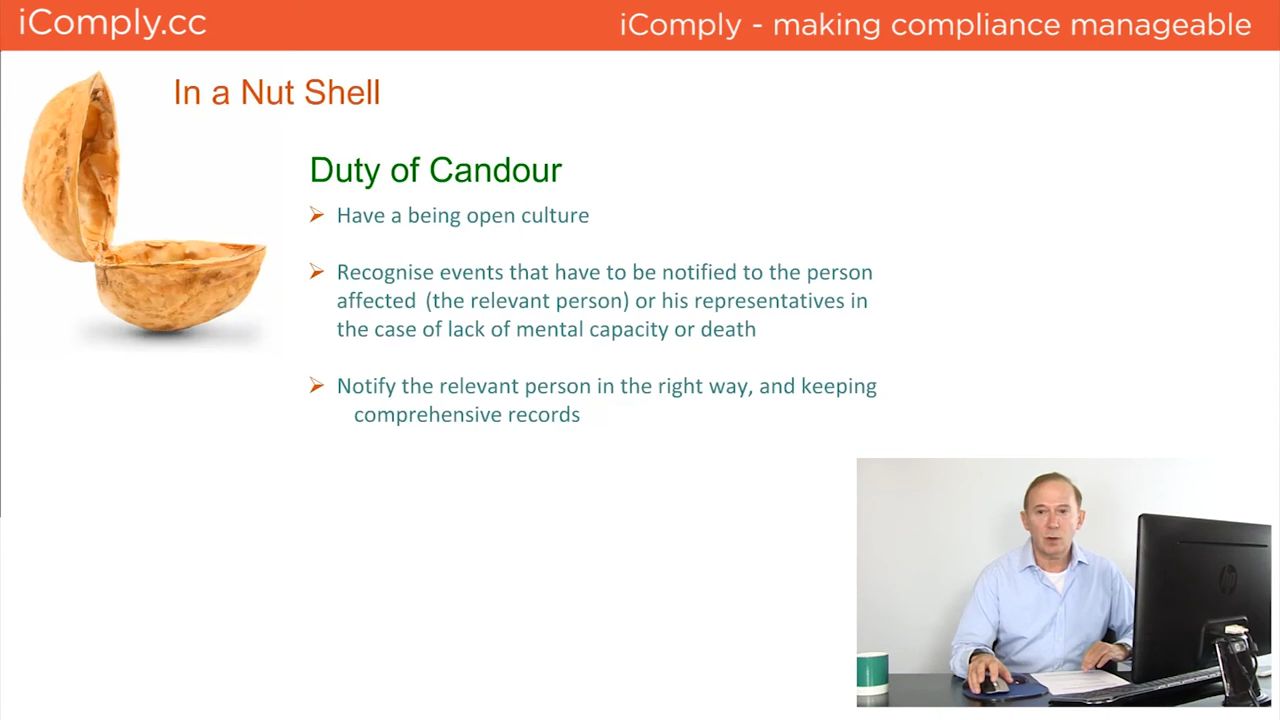 iComply.cc
iComply - making compliance manageable
In a Nut Shell
Duty of Candour
Have a being open culture
Recognise events that have to be notified to the person
affected (the relevant person) or his representatives in
the case of lack of mental capacity or death
Notify the relevant person in the right way, and keeping
comprehensive records
hp